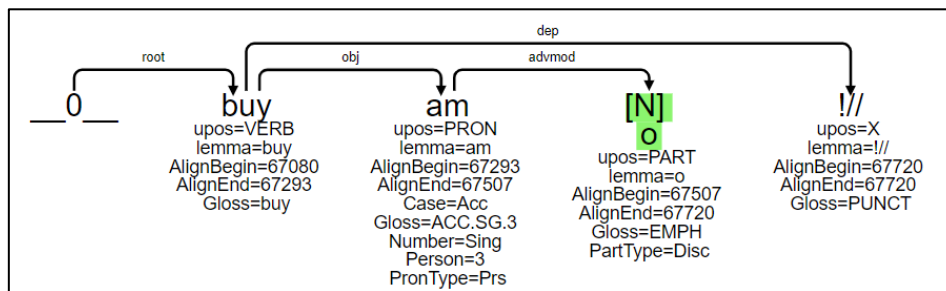 dep
root obj advmod
__0__ buy am [N] !//
upos=VERB upos=PRON o upos=X
lemma=buy lemma=am upos=PART lemma=!//
AlignBegin=67080 AlignBegin=67293 lemma=o AlignBegin=67720
AlignEnd=67293 AlignEnd=67507 AlignBegin=67507 AlignEnd=67720
Gloss=buy Case=Acc AlignEnd=67720 Gloss=PUNCT
Gloss=ACC.SG.3 Gloss=EMPH
Number=Sing PartType=Disc
Person=3
PronType=Prs